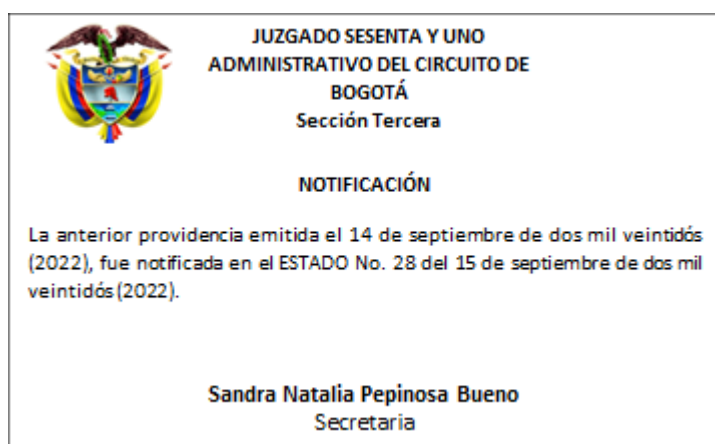 JUZGADO SESENTA Y UNO
ADMINISTRATIVO DEL CIRCUITO DE
BOGOTÁ
Sección Tercera
NOTIFICACIÓN
La anterior providencia emitida el 14 de septiembre de dos mil veintidós
(2022), fue notificada en el ESTADO No. 28 del 15 de septiembre de dos mil
veintidós (2022).
Sandra Natalia Pepinosa Bueno
Secretaria